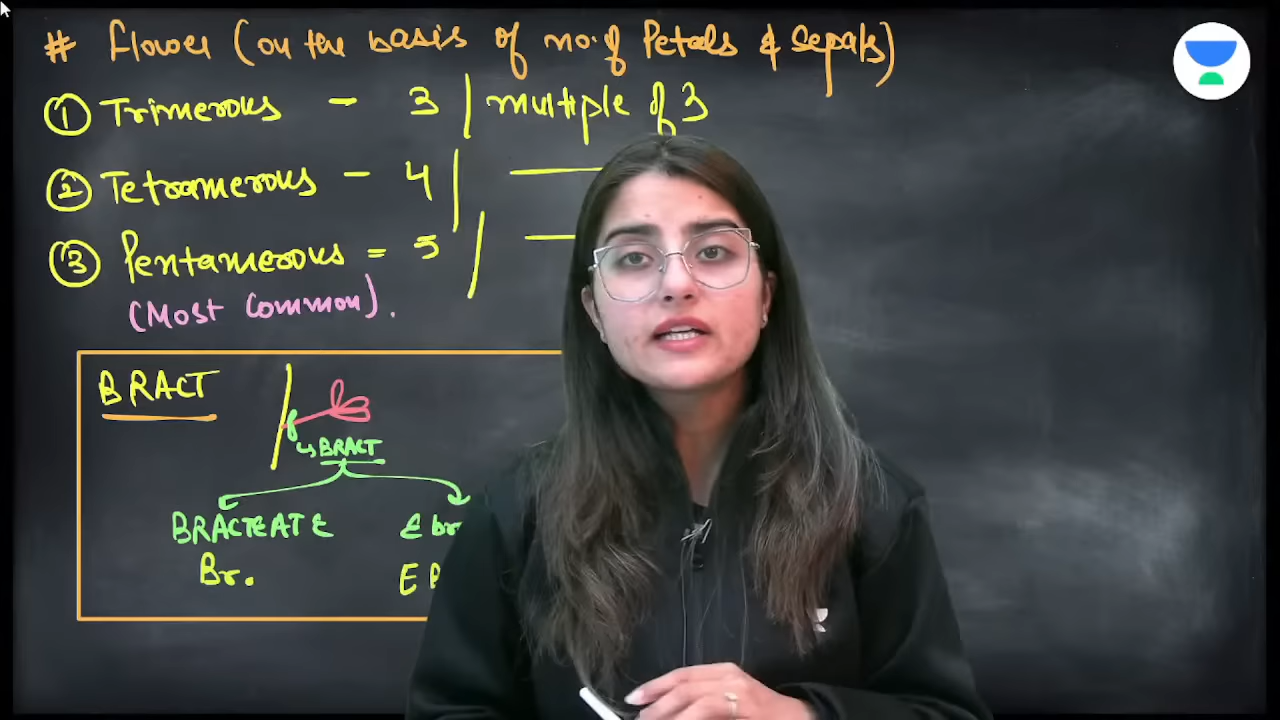 # Flower (on the basis of no. of Petals & Sepals)
① Trimerous - 3 | multiple of 3
② Tetramerous - 4 |
③ Pentamerous = 5 |
(Most Common).
BRACT
↳ BRACT
BRACTEATE Ebr
Br. E B